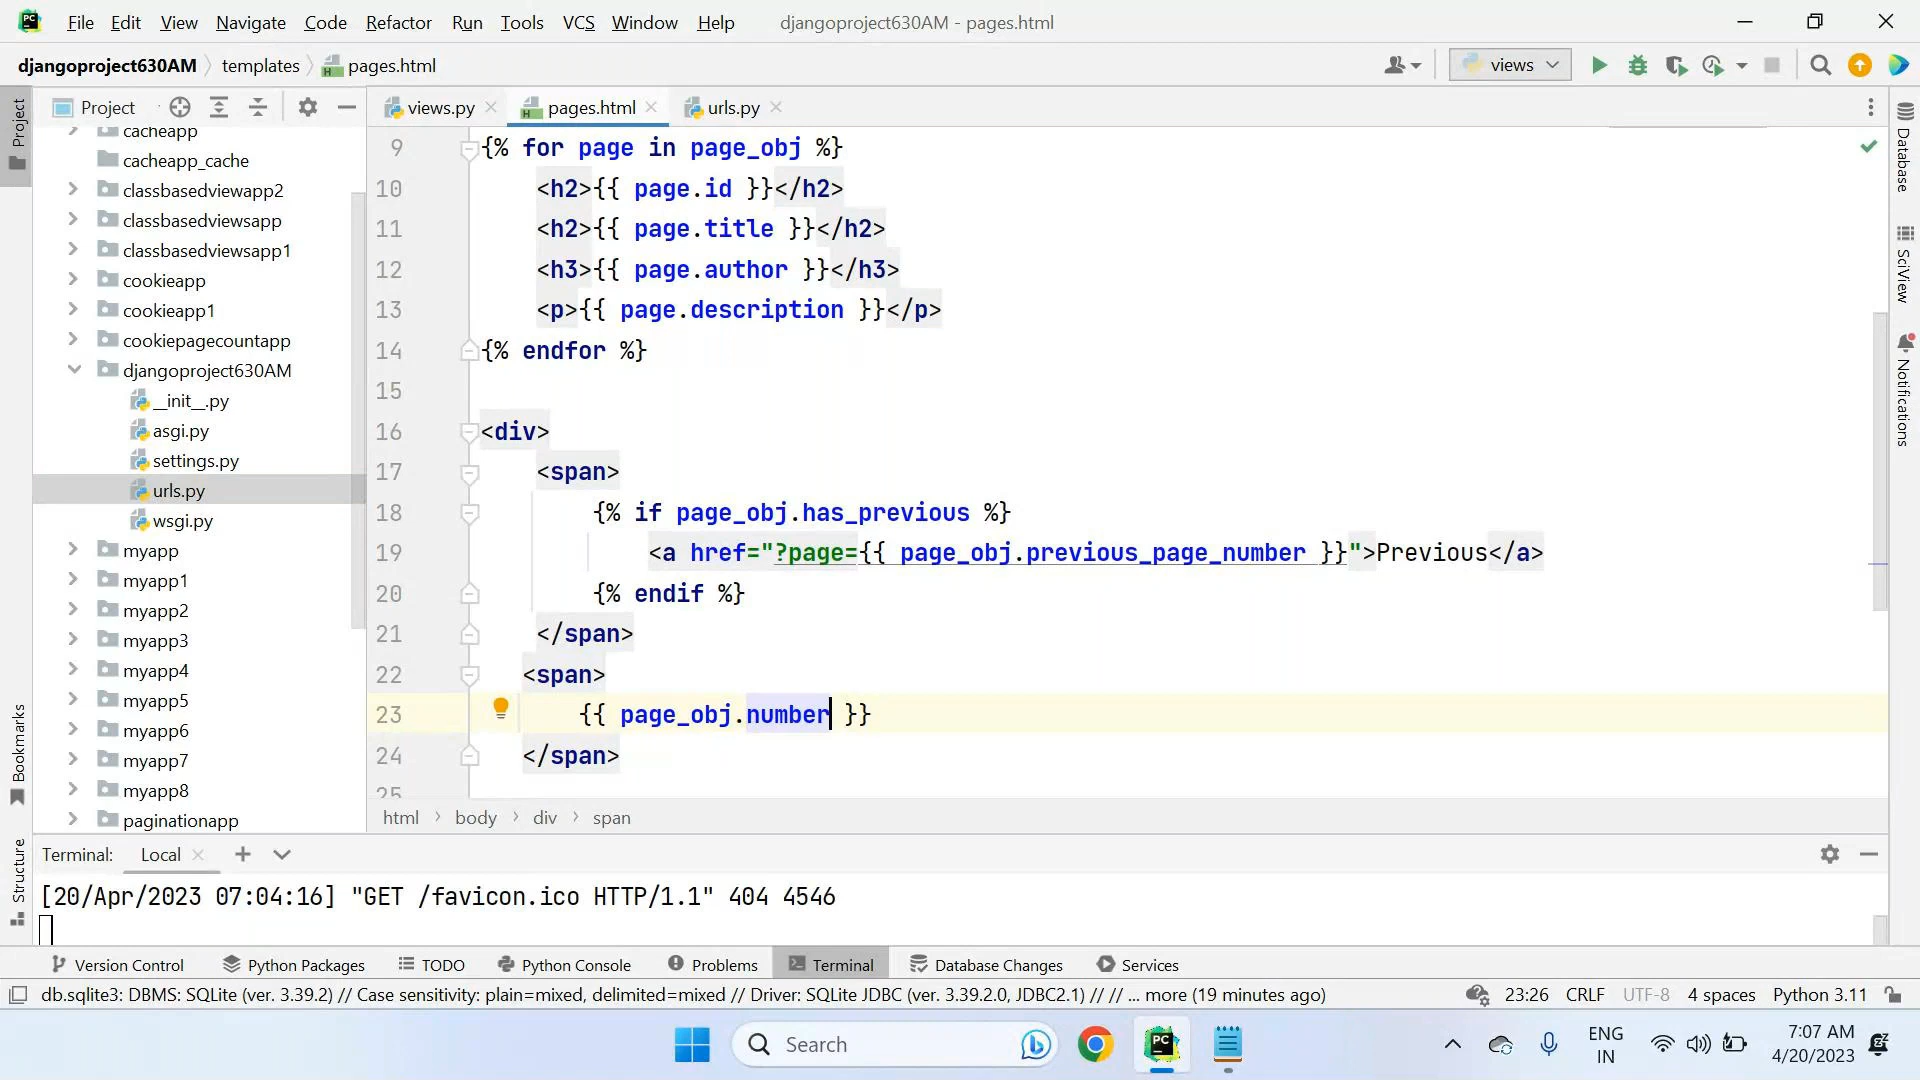 File Edit View Navigate Code Refactor Run Tools VCS Window Help djangoproject630AM - pages.html
djangoproject630AM templates pages.html views
Project
views.py pages.html urls.py
cacheapp
cacheapp_cache
classbasedviewapp2
classbasedviewsapp
classbasedviewsapp1
cookieapp
cookieapp1
cookiepagecountapp
djangoproject630AM
__init__.py
asgi.py
settings.py
urls.py
wsgi.py
myapp
myapp1
myapp2
myapp3
myapp4
myapp5
myapp6
myapp7
myapp8
paginationapp
9 {% for page in page_obj %}
10 <h2>{{ page.id }}</h2>
11 <h2>{{ page.title }}</h2>
12 <h3>{{ page.author }}</h3>
13 <p>{{ page.description }}</p>
14 {% endfor %}
15
16 <div>
17 <span>
18 {% if page_obj.has_previous %}
19 <a href="?page={{ page_obj.previous_page_number }}">Previous</a>
20 {% endif %}
21 </span>
22 <span>
23 {{ page_obj.number }}
24 </span>
25
html body div span
Project
Bookmarks
Structure
Database
SciView
Notifications
Terminal: Local
[20/Apr/2023 07:04:16] "GET /favicon.ico HTTP/1.1" 404 4546
Version Control Python Packages TODO Python Console Problems Terminal Database Changes Services
db.sqlite3: DBMS: SQLite (ver. 3.39.2) // Case sensitivity: plain=mixed, delimited=mixed // Driver: SQLite JDBC (ver. 3.39.2.0, JDBC2.1) // // ... more (19 minutes ago) 23:26 CRLF UTF-8 4 spaces Python 3.11
Search
PC
ENG
IN
7:07 AM
4/20/2023